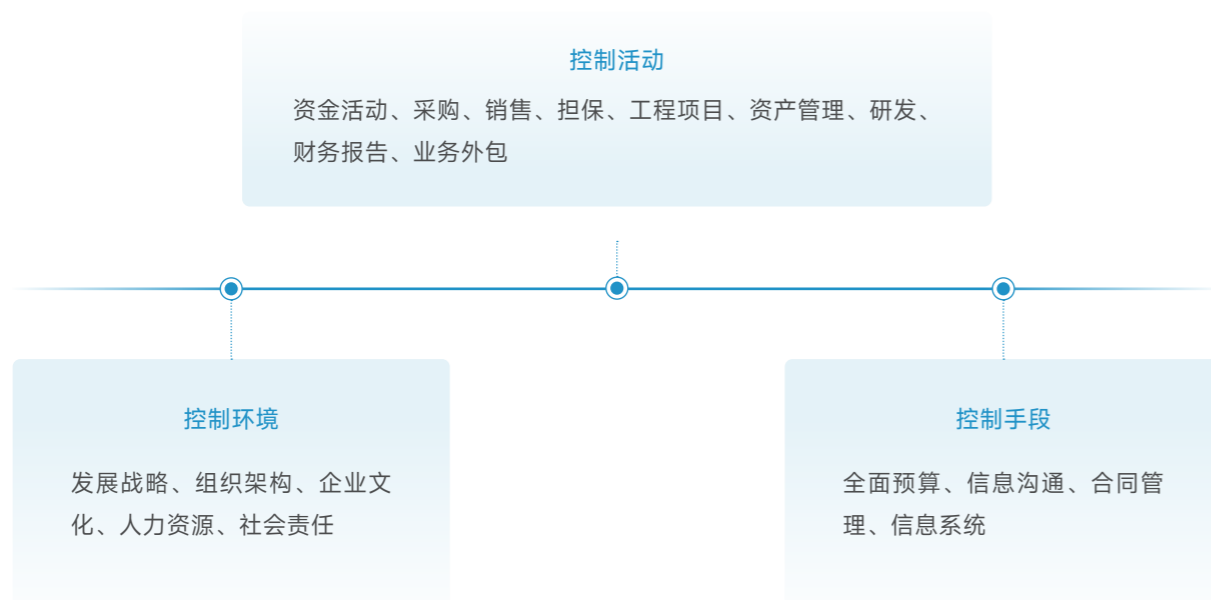 控制活动
资金活动、采购、销售、担保、工程项目、资产管理、研发、
财务报告、业务外包
控制环境
发展战略、组织架构、企业文
化、人力资源、社会责任
控制手段
全面预算、信息沟通、合同管
理、信息系统